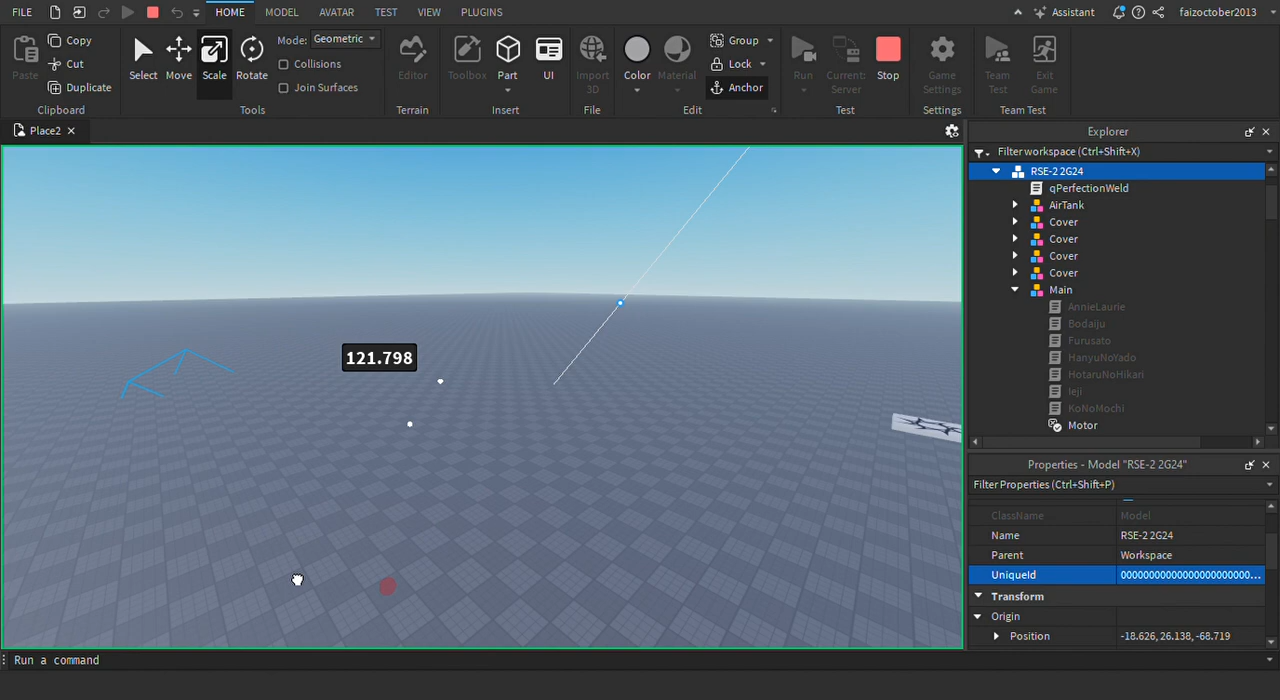 FILE HOME MODEL AVATAR TEST VIEW PLUGINS Assistant faizoctober2013
Paste Copy Cut Duplicate Clipboard
Select Move Scale Rotate Mode: Geometric Collisions Join Surfaces Tools
Editor Terrain
Toolbox Part UI Insert
Import 3D File
Color Material Group Lock Anchor Edit
Run Current: Server Stop Test
Game Settings Settings
Team Test Exit Game Team Test
Place2
121.798
Explorer
Filter workspace (Ctrl+Shift+X)
RSE-2 2G24
qPerfectionWeld
AirTank
Cover
Cover
Cover
Cover
Main
AnnieLaurie
Bodaiju
Furusato
HanyuNoYado
HotaruNoHikari
Ieji
KoNoMochi
Motor
Properties - Model "RSE-2 2G24"
Filter Properties (Ctrl+Shift+P)
ClassName Model
Name RSE-2 2G24
Parent Workspace
UniqueId 00000000000000000000000...
Transform
Origin
Position -18.626, 26.138, -68.719
Run a command